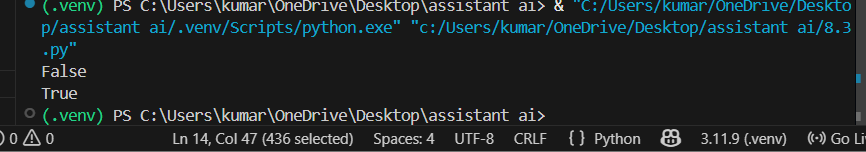 (.venv) PS C:\Users\kumar\OneDrive\Desktop\assistant ai> & "C:/Users/kumar/OneDrive/Deskto
p/assistant ai/.venv/Scripts/python.exe" "c:/Users/kumar/OneDrive/Desktop/assistant ai/8.3
.py"
False
True
(.venv) PS C:\Users\kumar\OneDrive\Desktop\assistant ai>
0 0 Ln 14, Col 47 (436 selected) Spaces: 4 UTF-8 CRLF { } Python 3.11.9 (.venv) Go Li